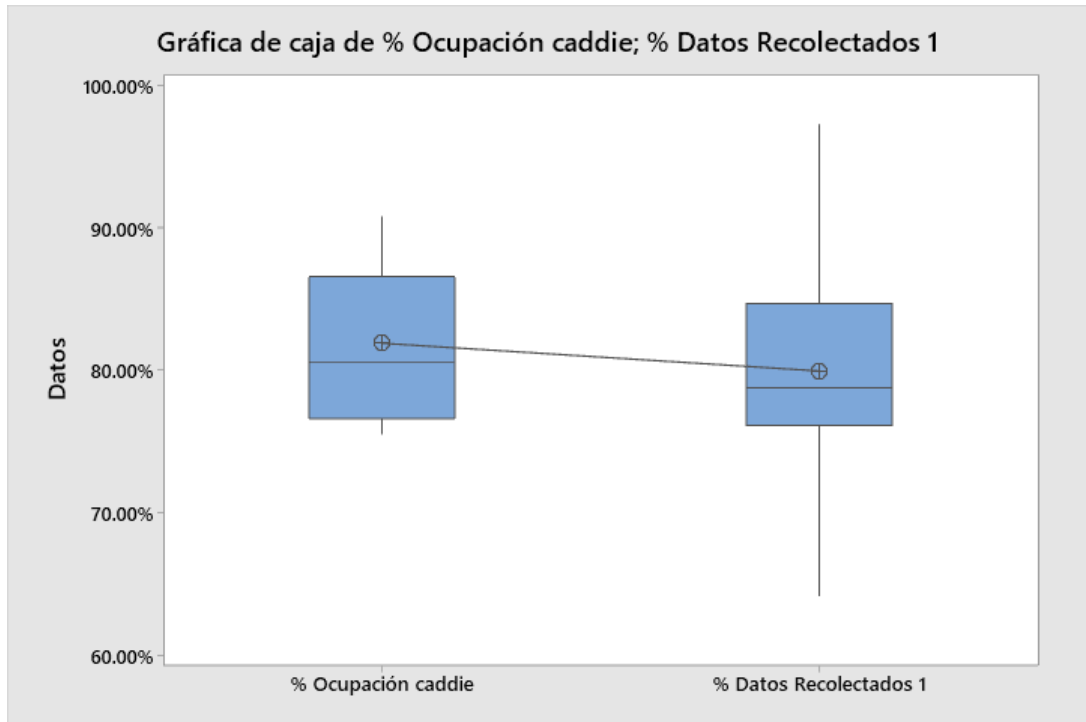 Gráfica de caja de % Ocupación caddie; % Datos Recolectados 1
100.00%
90.00%
80.00%
70.00%
60.00%
Datos
% Ocupación caddie
% Datos Recolectados 1